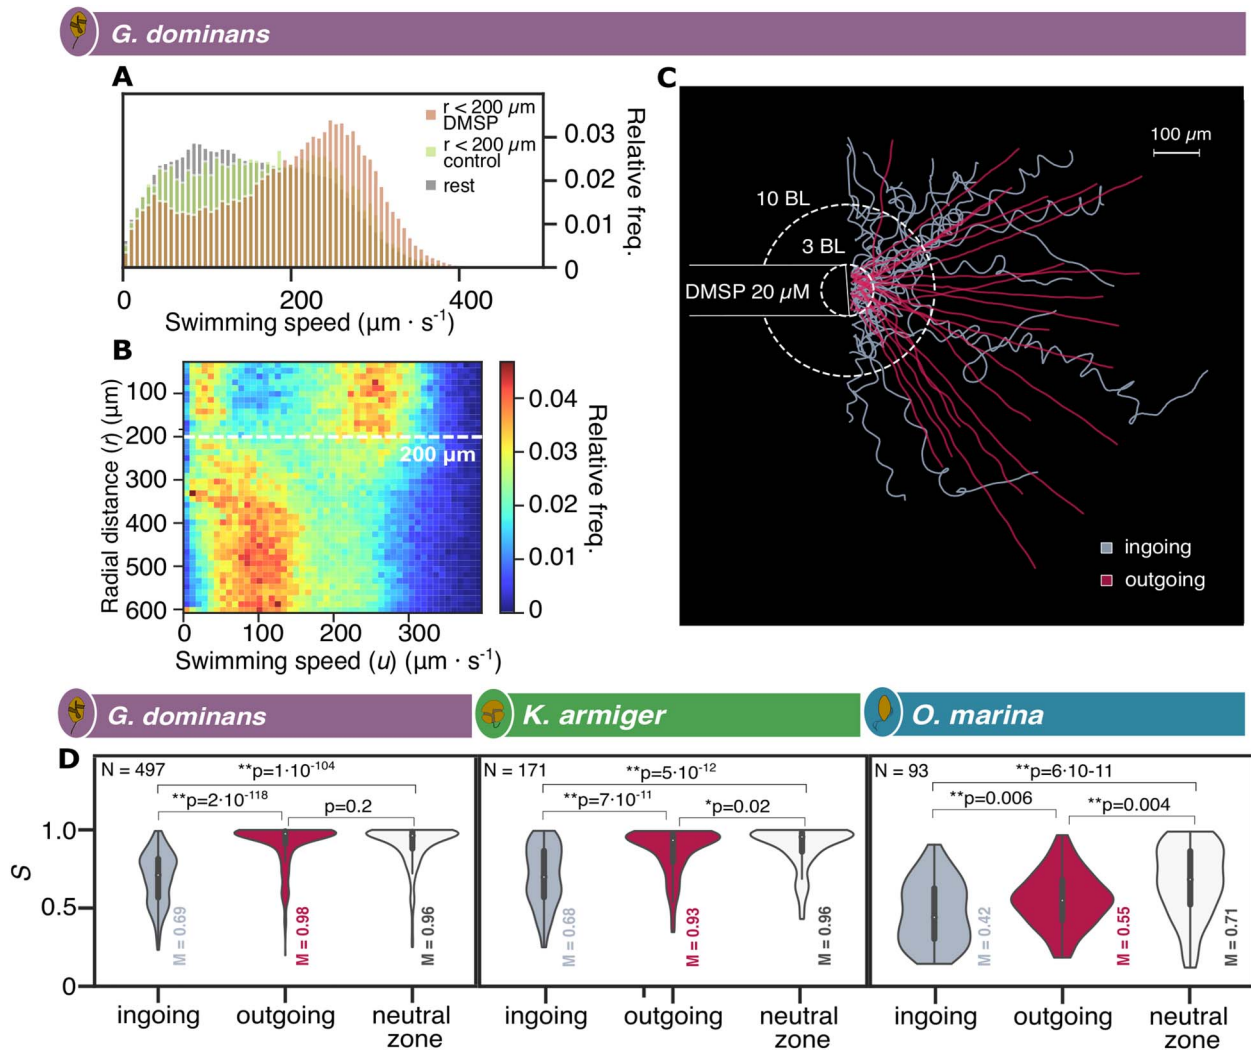 G. dominans
A
r < 200 µm
DMSP
r < 200 µm
control
rest
0.03
0.02
0.01
0
Relative freq.
0
200
400
Swimming speed (µm · s-1)
B
100
200
300
400
500
600
Radial distance (r) (µm)
200 µm
0
100
200
300
Swimming speed (u) (µm · s-1)
0.04
0.03
0.02
0.01
0
Relative freq.
C
100 µm
10 BL
3 BL
DMSP 20 µM
ingoing
outgoing
G. dominans
K. armiger
O. marina
D
N = 497
**p=1·10-104
**p=2·10-118
p=0.2
1.0
0.5
0
S
M = 0.69
M = 0.98
M = 0.96
ingoing
outgoing
neutral
zone
N = 171
**p=5·10-12
**p=7·10-11
*p=0.02
M = 0.68
M = 0.93
M = 0.96
ingoing
outgoing
neutral
zone
N = 93
**p=6·10-11
**p=0.006
**p=0.004
M = 0.42
M = 0.55
M = 0.71
ingoing
outgoing
neutral
zone